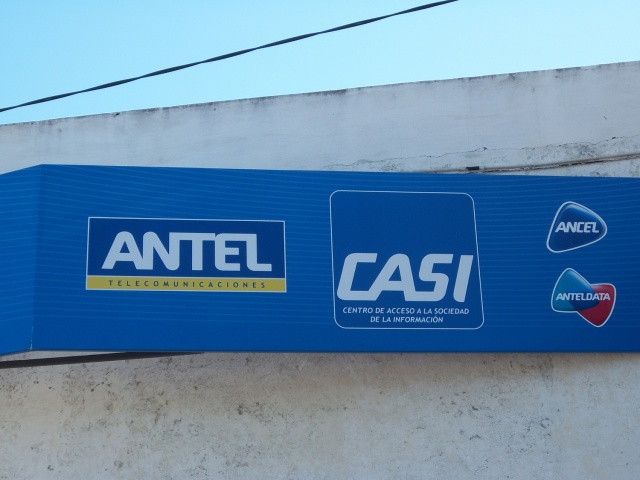 ANTEL
TELECOMUNICACIONES
CASI
CENTRO DE ACCESO A LA SOCIEDAD
DE LA INFORMACIÓN
ANCEL
ANTELDATA